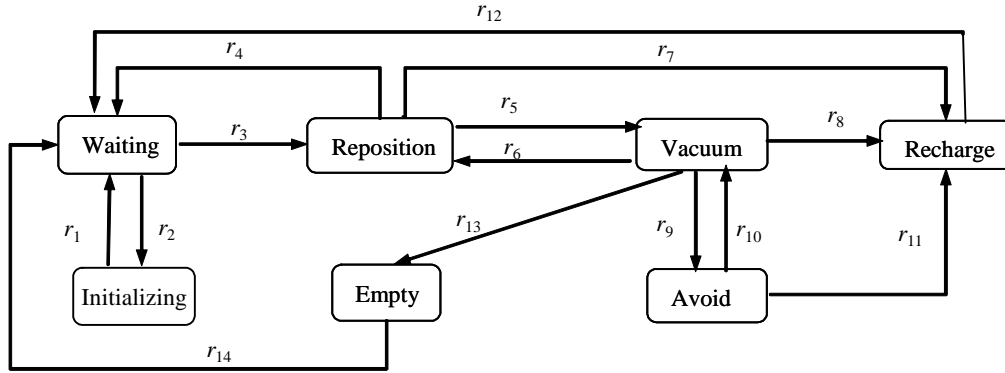 r12
r4
r7
r5
r3
r8
Waiting
Reposition
r6
Vacuum
Recharge
r1
r2
r13
r9
r10
r11
Initializing
Empty
Avoid
r14